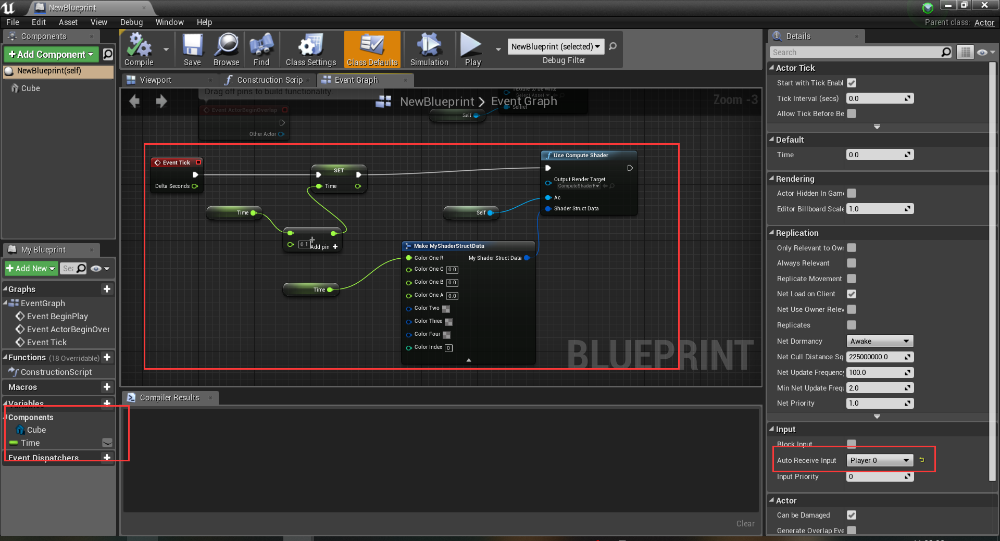 NewBlueprint
File Edit Asset View Debug Window Help
Parent class: Actor
Components
Add Component
NewBlueprint(self)
Cube
Compile Save Browse Find Class Settings Class Defaults Simulation Play
NewBlueprint (selected)
Debug Filter
Viewport
Construction Scrip
Event Graph
Drag off pins to build functionality.
NewBlueprint > Event Graph
Zoom -3
Texture to be Write
Select Asset
Selfref
Self
Event ActorBeginOverlap
Other Actor
Event Tick
Delta Seconds
SET
Time
Time
0.1
Add pin
Time
Use Compute Shader
Output Render Target
ComputeShaderF
Ac
Shader Struct Data
Self
Make MyShaderStructData
Color One R
My Shader Struct Data
Color One G 0.0
Color One B 0.0
Color One A 0.0
Color Two
Color Three
Color Four
Color Index 0
BLUEPRINT
My Blueprint
Add New
Graphs
EventGraph
Event BeginPlay
Event ActorBeginOver
Event Tick
Functions (18 Overridable)
ConstructionScript
Macros
Variables
Components
Cube
Time
Event Dispatchers
Compiler Results
Clear
Details
Search
Actor Tick
Start with Tick Enabl
Tick Interval (secs) 0.0
Allow Tick Before Be
Default
Time 0.0
Rendering
Actor Hidden In Game
Editor Billboard Scale 1.0
Replication
Only Relevant to Owr
Always Relevant
Replicate Movement
Net Load on Client
Net Use Owner Relev
Replicates
Net Dormancy Awake
Net Cull Distance Sq 225000000.0
Net Update Frequency 100.0
Min Net Update Frequ 2.0
Net Priority 1.0
Input
Block Input
Auto Receive Input Player 0
Input Priority 0
Actor
Can be Damaged
Generate Overlap Eve